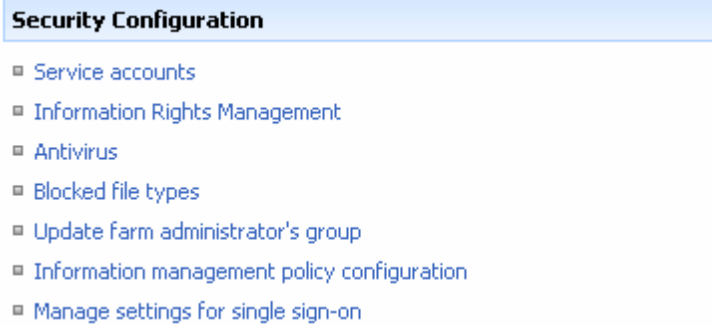 Security Configuration
Service accounts
Information Rights Management
Antivirus
Blocked file types
Update farm administrator's group
Information management policy configuration
Manage settings for single sign-on